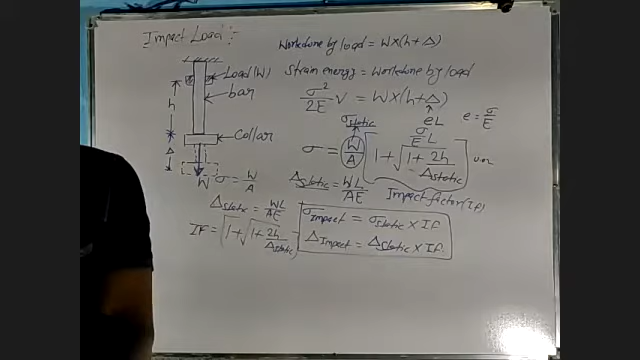 Impact Load :-
Workdone by load = W×(h+Δ)
Strain energy = workdone by load
σ²/2E V = W×(h+Δ)
eL
e = σ/E
σ/E L
Load(W)
bar
h
Collar
Δ
W
σ = W/A
σstatic
σ = W/A [1+√(1+2h/Δstatic)]
Δstatic = WL/AE
Impact factor(If)
Δstatic = WL/AE
IF = [1+√(1+2h/Δstatic)]
σImpact = σstatic × If
ΔImpact = Δstatic × If